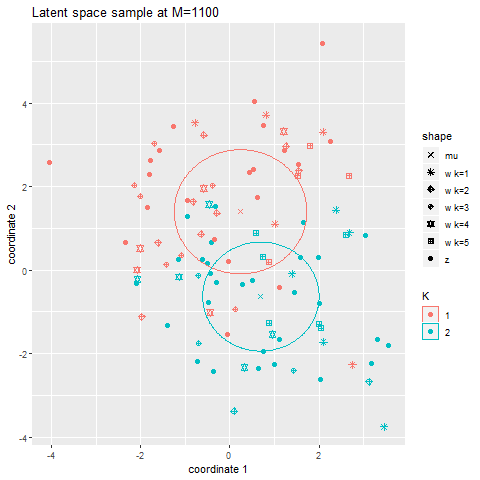 Latent space sample at M=1100
coordinate 2
4
2
0
-2
-4
-4
-2
0
2
coordinate 1
shape
mu
w k=1
w k=2
w k=3
w k=4
w k=5
z
K
1
2